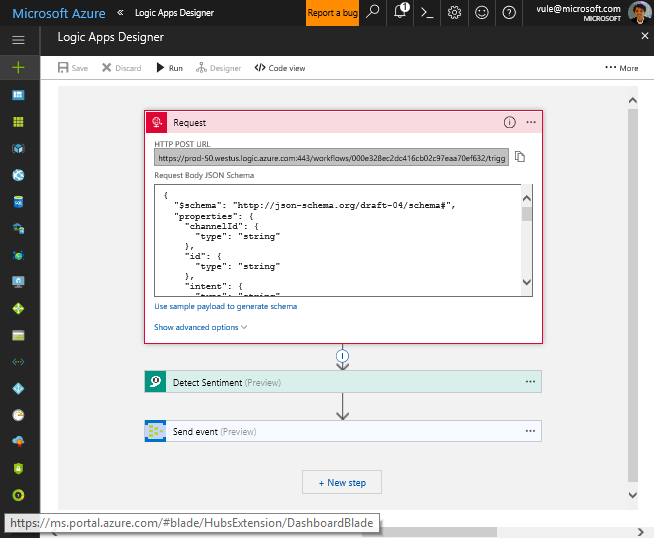 Microsoft Azure « Logic Apps Designer Report a bug 1 vule@microsoft.com
MICROSOFT
Logic Apps Designer
Save Discard Run Designer Code view More
Request
HTTP POST URL
https://prod-50.westus.logic.azure.com:443/workflows/000e328ec2dc416cb02c97eaa70ef632/trigg
Request Body JSON Schema
{
"$schema": "http://json-schema.org/draft-04/schema#",
"properties": {
"channelId": {
"type": "string"
},
"id": {
"type": "string"
},
"intent": {
"type": "string"
Use sample payload to generate schema
Show advanced options
Detect Sentiment (Preview)
Send event (Preview)
+ New step
https://ms.portal.azure.com/#blade/HubsExtension/DashboardBlade